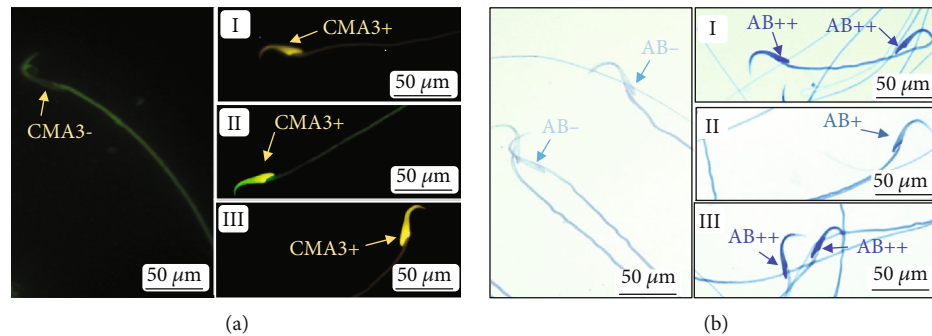 CMA3-
50 μm
I
CMA3+
50 μm
II
CMA3+
50 μm
III
CMA3+
50 μm
(a)
AB–
AB–
50 μm
I
AB++
AB++
50 μm
II
AB+
50 μm
III
AB++
AB++
50 μm
(b)